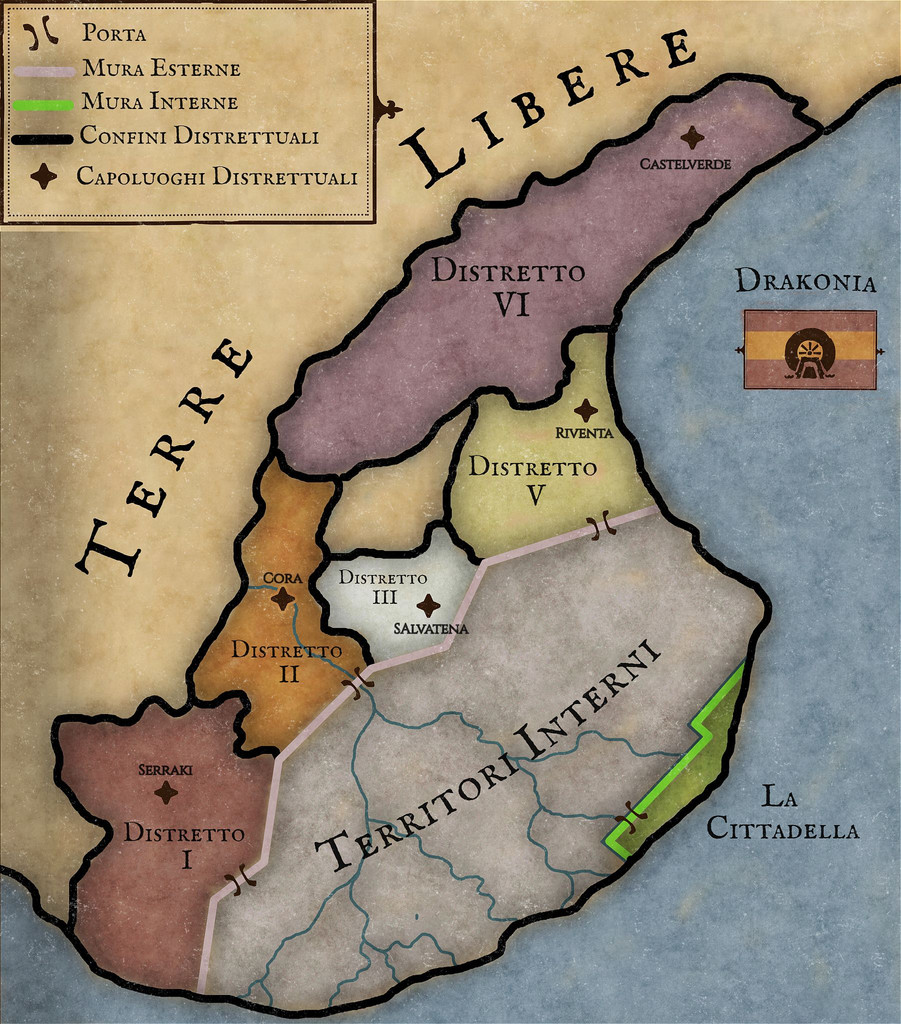 Porta
Mura Esterne
Mura Interne
Confini Distrettuali
Capoluoghi Distrettuali
Terre Libere
Castelverde
Distretto
VI
Drakonia
Riventa
Distretto
V
Cora
Distretto
III
SAlvatena
Distretto
II
Territori Interni
Serraki
Distretto
I
La
Cittadella